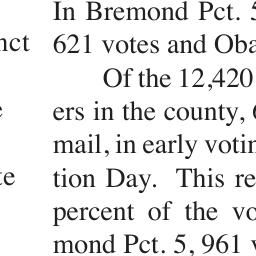 In Bremond Pct. 5
nct
621 votes and Oba
Of the 12,420
ers in the county,
e
mail, in early votin
te
tion Day. This re
percent of the vo
mond Pct. 5, 961 v